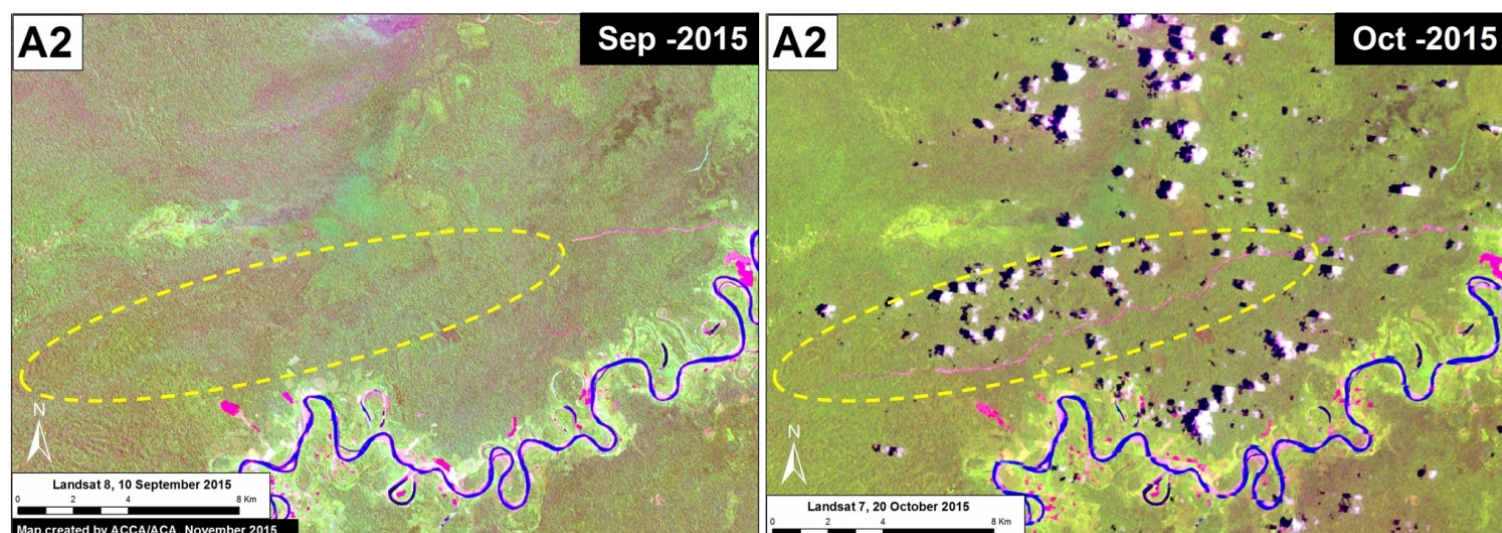 A2
Sep -2015
N
Landsat 8, 10 September 2015
0 2 4 8 Km
Map created by ACCA/ACA, November 2015
A2
Oct -2015
N
Landsat 7, 20 October 2015
0 2 4 8 Km